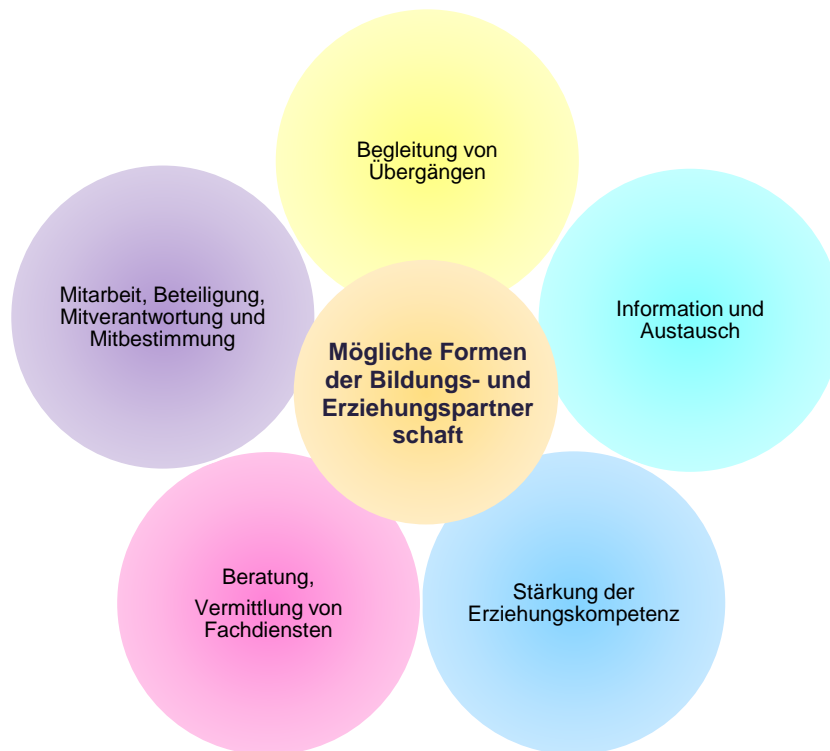 Begleitung von
Übergängen
Mitarbeit, Beteiligung,
Mitverantwortung und
Mitbestimmung
Information und
Austausch
Mögliche Formen
der Bildungs- und
Erziehungspartner
schaft
Beratung,
Vermittlung von
Fachdiensten
Stärkung der
Erziehungskompetenz